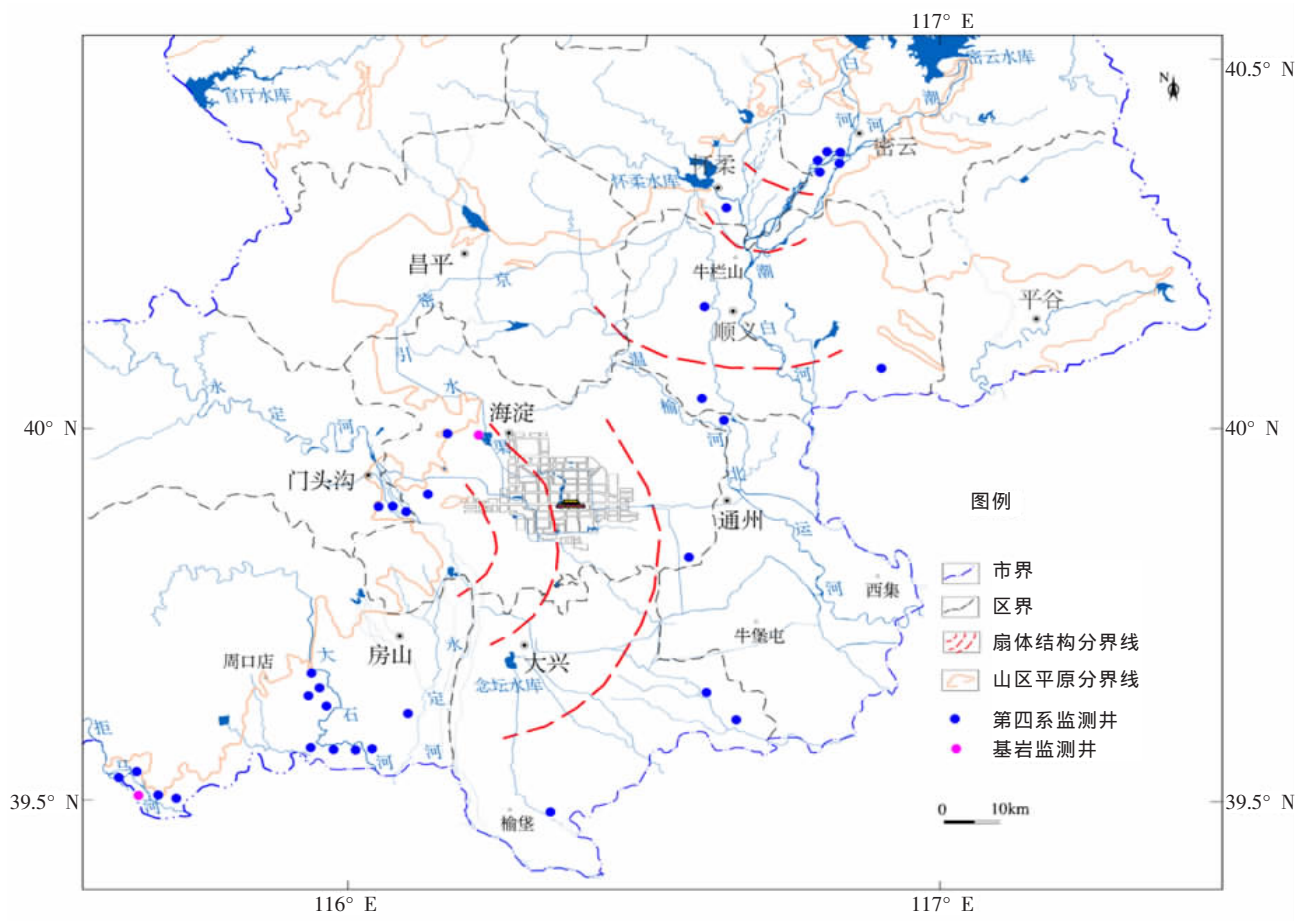 117° E
40.5° N
N
官厅水库
白
河
潮
河
密云水库
密云
怀柔
怀柔水库
昌平
牛栏山
潮
白
河
顺义
平谷
京
密
引
水
渠
温
榆
河
永
定
河
海淀
40° N
40° N
门头沟
通州
北
运
河
西集
牛堡屯
房山
周口店
大
石
河
永
定
河
大兴
念坛水库
拒
马
河
榆垡
39.5° N
39.5° N
图例
市界
区界
扇体结构分界线
山区平原分界线
第四系监测井
基岩监测井
0 10km
116° E
117° E